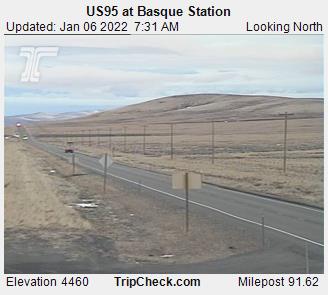 US95 at Basque Station
Updated: Jan 06 2022 7:31 AM Looking North
Elevation 4460 TripCheck.com Milepost 91.62